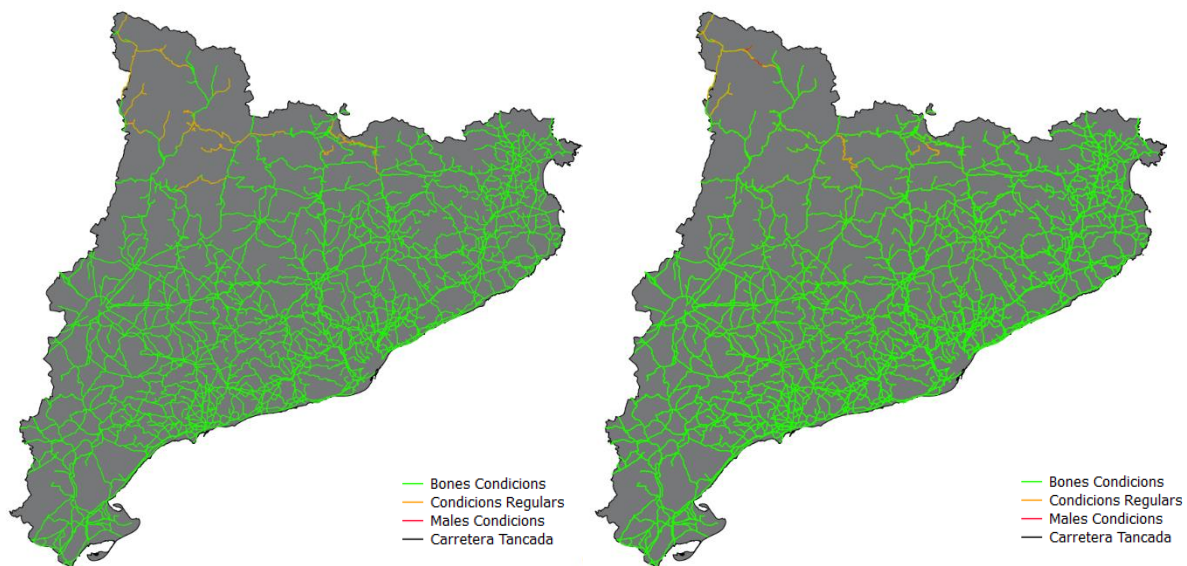 Bones Condicions
Condicions Regulars
Males Condicions
Carretera Tancada
Bones Condicions
Condicions Regulars
Males Condicions
Carretera Tancada